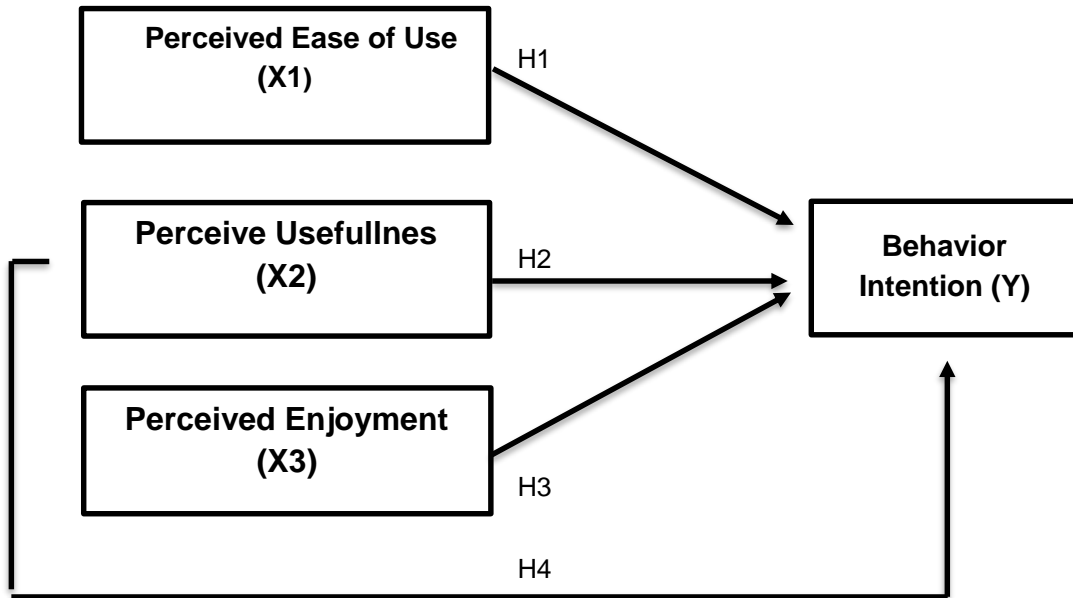 Perceived Ease of Use
(X1)
H1
Perceive Usefullnes
(X2)
H2
Behavior
Intention (Y)
Perceived Enjoyment
(X3)
H3
H4